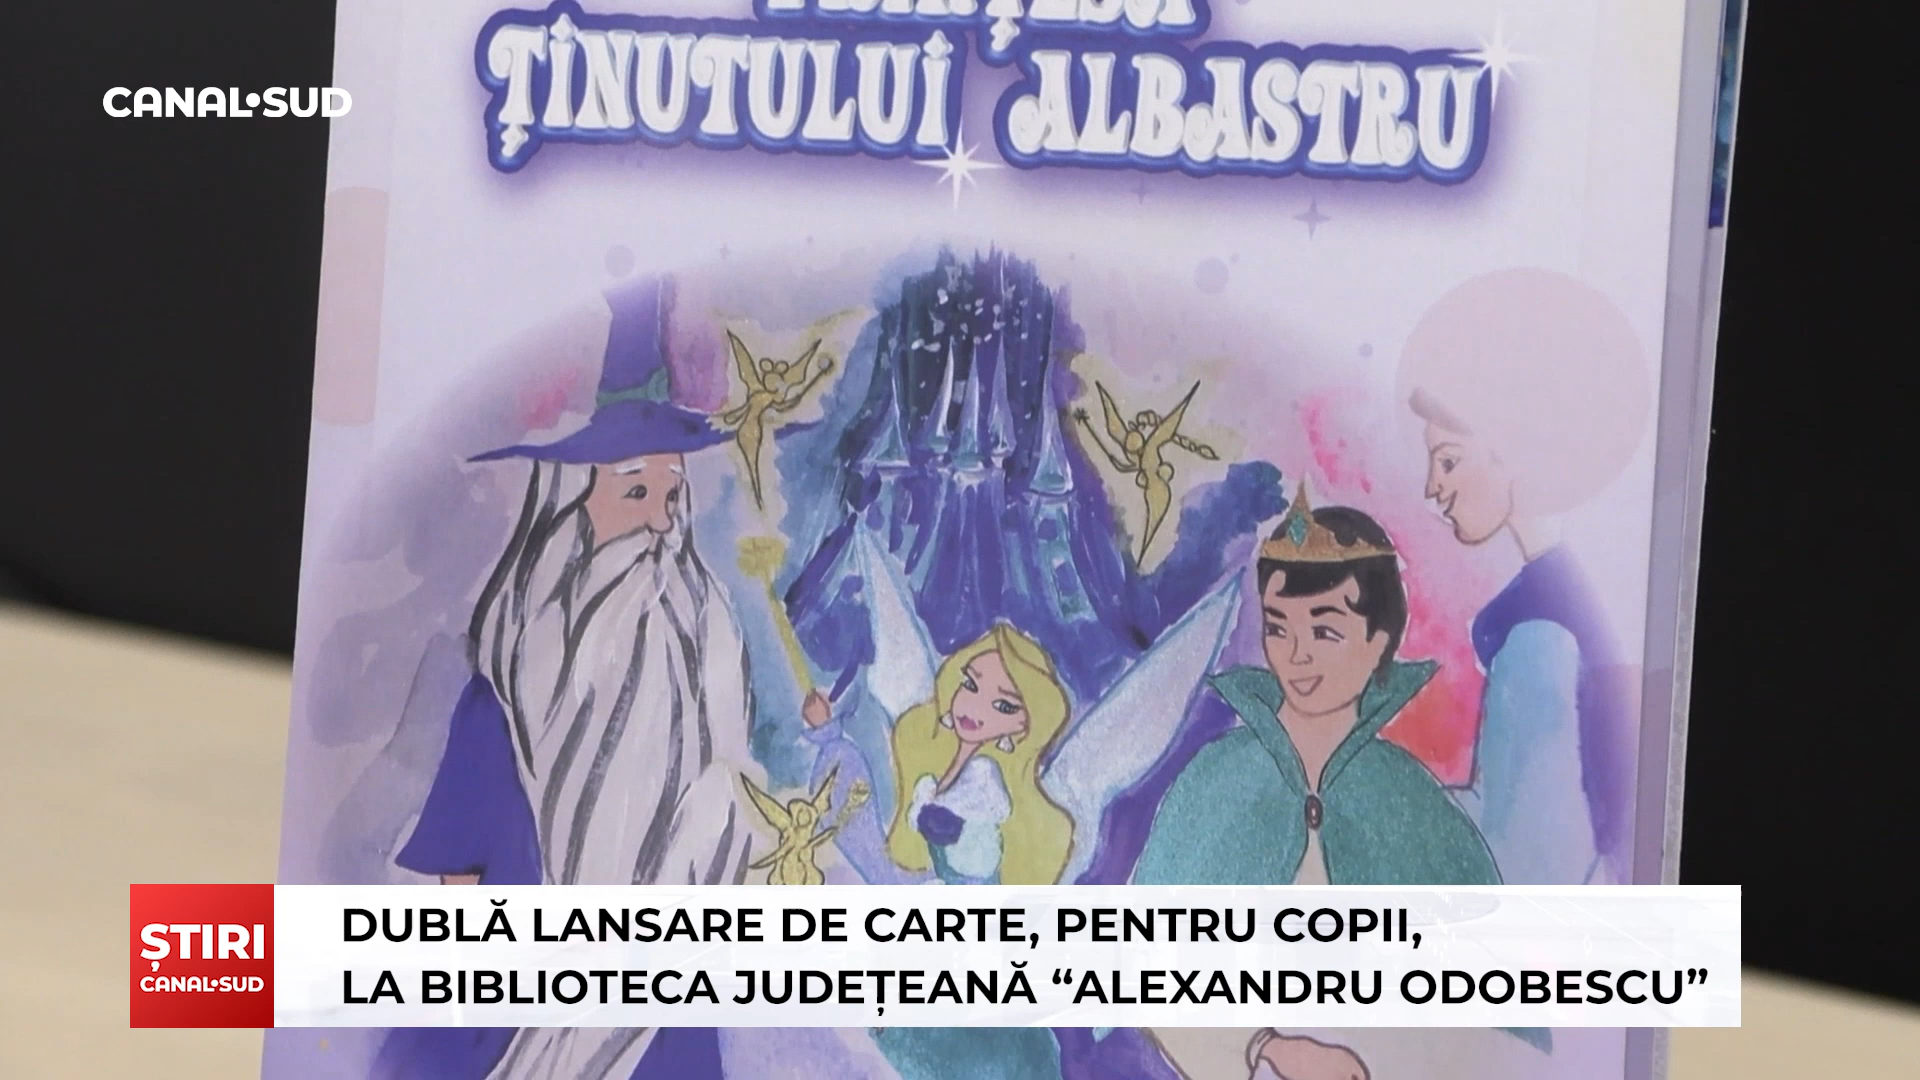 ȚINUTULUI ALBASTRU
CANAL•SUD
ȘTIRI
CANAL•SUD
DUBLĂ LANSARE DE CARTE, PENTRU COPII,
LA BIBLIOTECA JUDEȚEANĂ “ALEXANDRU ODOBESCU”